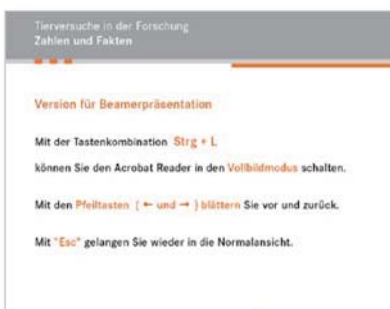 Tierversuche in der Forschung
Zahlen und Fakten
Version für Beamerpräsentation
Mit der Tastenkombination Strg + L
können Sie den Acrobat Reader in den Vollbildmodus schalten.
Mit den Pfeiltasten ( ← und → ) blättern Sie vor und zurück.
Mit "Esc" gelangen Sie wieder in die Normalansicht.